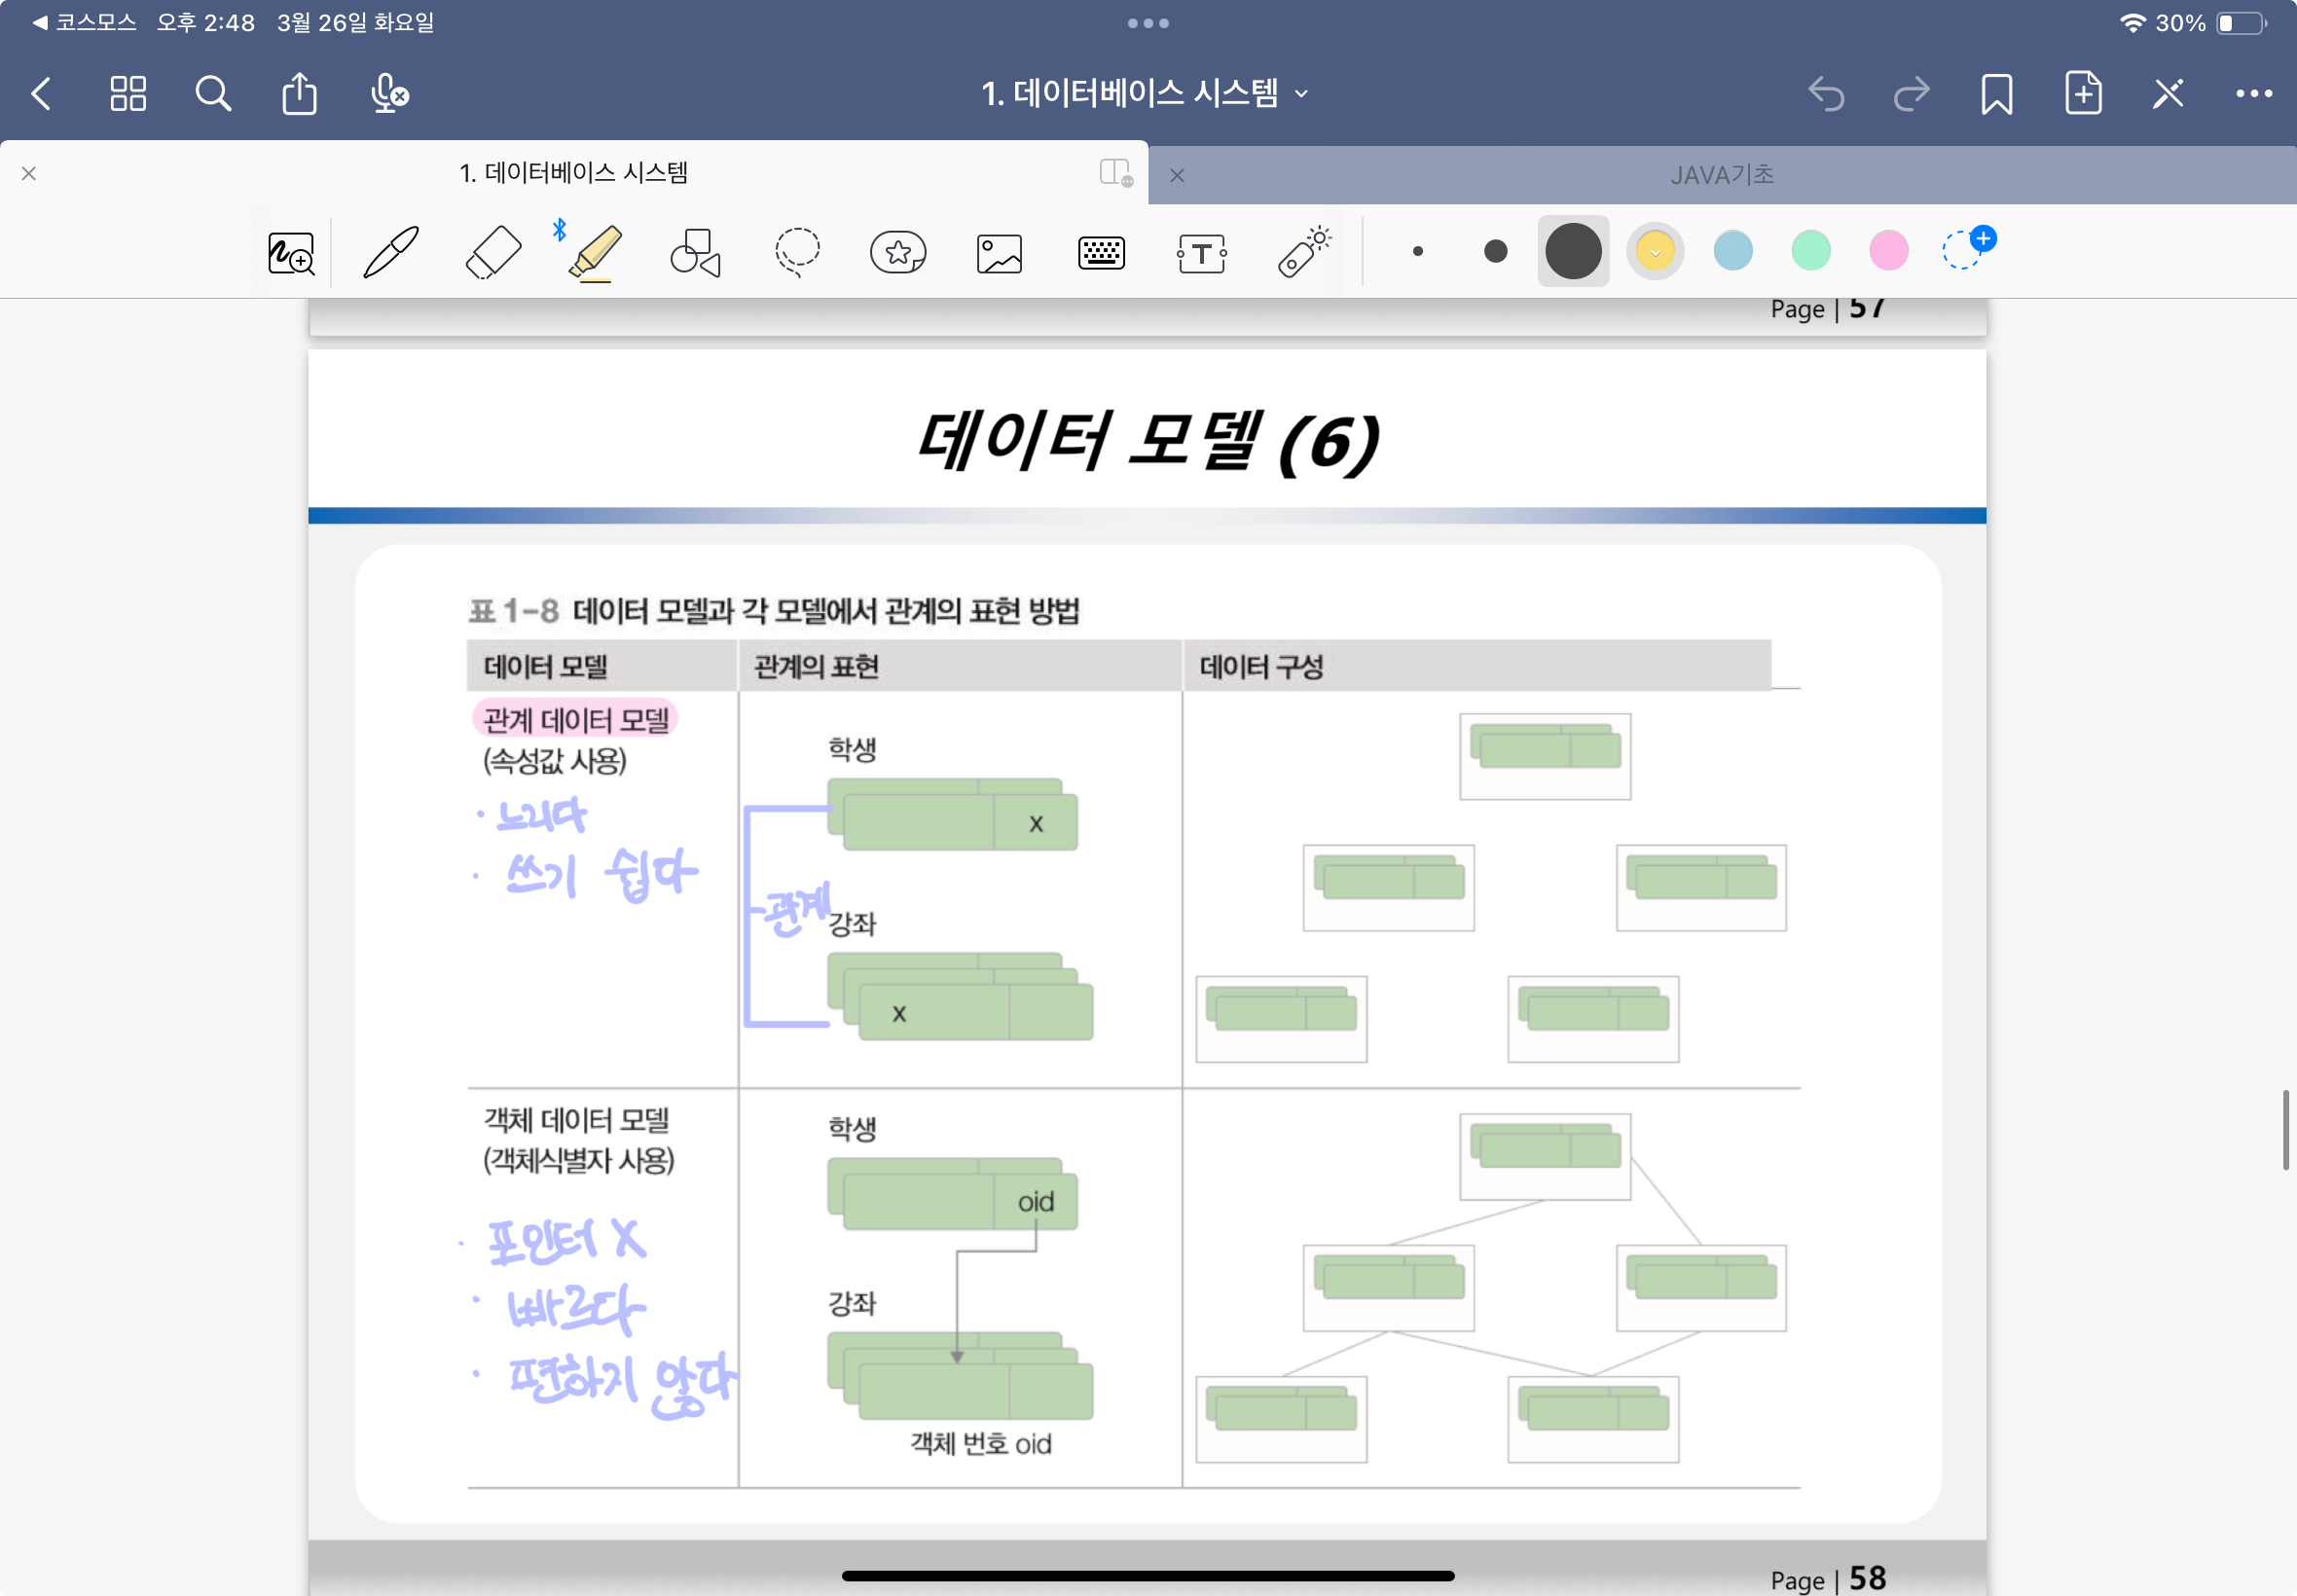 코스모스 오후 2:48 3월 26일 화요일
30%
1. 데이터베이스 시스템
1. 데이터베이스 시스템
JAVA기초
T
Page | 57
데이터 모델 (6)
표 1-8 데이터 모델과 각 모델에서 관계의 표현 방법
데이터 모델 관계의 표현 데이터 구성
관계 데이터 모델
(속성값 사용)
· 느리다
· 쓰기 쉽다
학생
x
관계
강좌
x
객체 데이터 모델
(객체식별자 사용)
· 포인터 X
· 빠르다
· 편하지 않다
학생
oid
강좌
객체 번호 oid
Page | 58